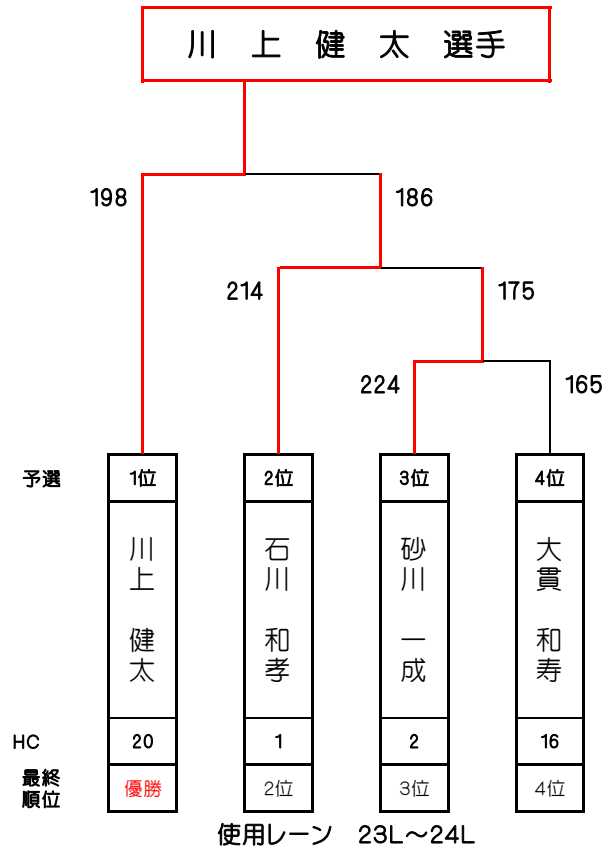 川 上 健 太 選手
198 186
214 175
224 165
予選 1位 2位 3位 4位
川上 健太
石川 和孝
砂川 一成
大貫 和寿
HC 20 1 2 16
最終順位 優勝 2位 3位 4位
使用レーン 23L～24L